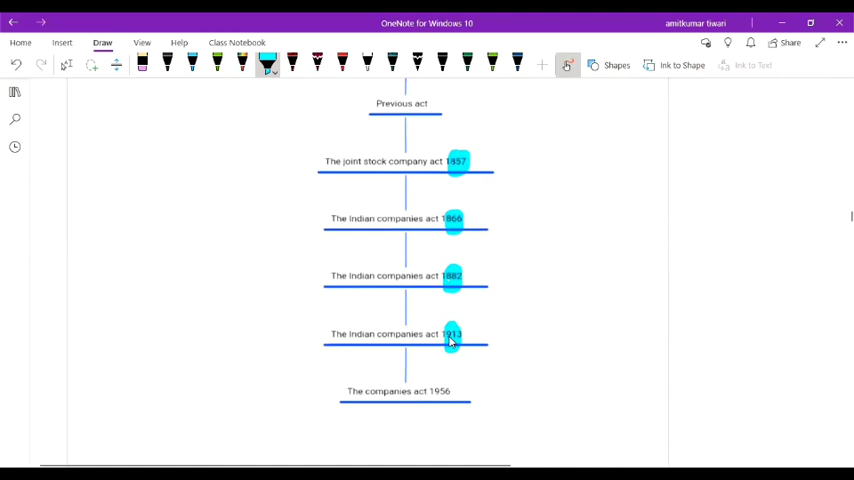 OneNote for Windows 10
amitkumar tiwari
Home Insert Draw View Help Class Notebook
Share
Shapes
Ink to Shape
Ink to Text
Previous act
The joint stock company act 1857
The Indian companies act 1866
The Indian companies act 1882
The Indian companies act 1913
The companies act 1956